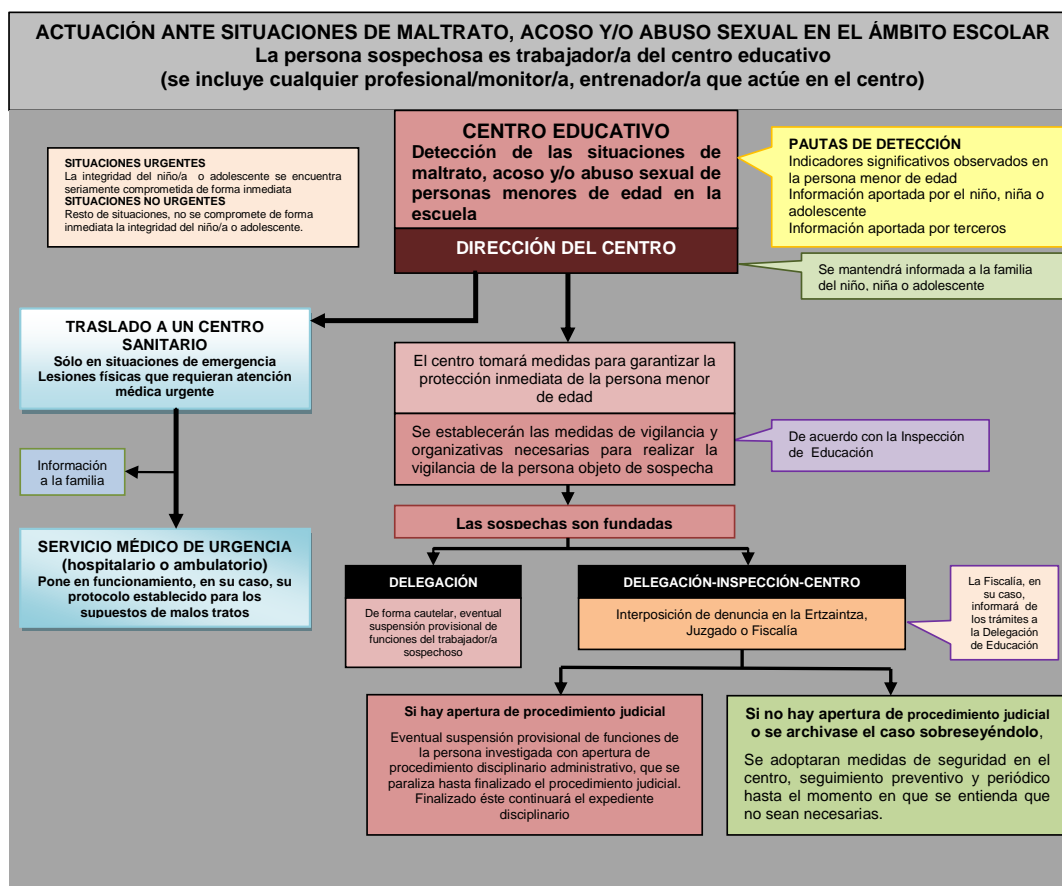 ACTUACIÓN ANTE SITUACIONES DE MALTRATO, ACOSO Y/O ABUSO SEXUAL EN EL ÁMBITO ESCOLAR
La persona sospechosa es trabajador/a del centro educativo
(se incluye cualquier profesional/monitor/a, entrenador/a que actúe en el centro)
SITUACIONES URGENTES
La integridad del niño/a o adolescente se encuentra
seriamente comprometida de forma inmediata
SITUACIONES NO URGENTES
Resto de situaciones, no se compromete de forma
inmediata la integridad del niño/a o adolescente.
CENTRO EDUCATIVO
Detección de las situaciones de
maltrato, acoso y/o abuso sexual de
personas menores de edad en la
escuela
DIRECCIÓN DEL CENTRO
PAUTAS DE DETECCIÓN
Indicadores significativos observados en
la persona menor de edad
Información aportada por el niño, niña o
adolescente
Información aportada por terceros
Se mantendrá informada a la familia
del niño, niña o adolescente
TRASLADO A UN CENTRO
SANITARIO
Sólo en situaciones de emergencia
Lesiones físicas que requieran atención
médica urgente
Información
a la familia
SERVICIO MÉDICO DE URGENCIA
(hospitalario o ambulatorio)
Pone en funcionamiento, en su caso, su
protocolo establecido para los
supuestos de malos tratos
El centro tomará medidas para garantizar la
protección inmediata de la persona menor
de edad
Se establecerán las medidas de vigilancia y
organizativas necesarias para realizar la
vigilancia de la persona objeto de sospecha
De acuerdo con la Inspección
de Educación
Las sospechas son fundadas
DELEGACIÓN
De forma cautelar, eventual
suspensión provisional de
funciones del trabajador/a
sospechoso
DELEGACIÓN-INSPECCIÓN-CENTRO
Interposición de denuncia en la Ertzaintza,
Juzgado o Fiscalía
La Fiscalía, en
su caso,
informará de
los trámites a
la Delegación
de Educación
Si hay apertura de procedimiento judicial
Eventual suspensión provisional de funciones de
la persona investigada con apertura de
procedimiento disciplinario administrativo, que se
paraliza hasta finalizado el procedimiento judicial.
Finalizado éste continuará el expediente
disciplinario
Si no hay apertura de procedimiento judicial
o se archivase el caso sobreseyéndolo,
Se adoptaran medidas de seguridad en el
centro, seguimiento preventivo y periódico
hasta el momento en que se entienda que
no sean necesarias.